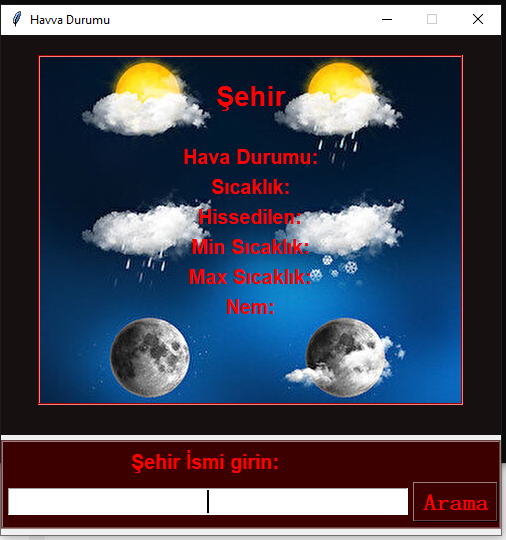 Havva Durumu
Şehir
Hava Durumu:
Sıcaklık:
Hissedilen:
Min Sıcaklık:
Max Sıcaklık:
Nem:
Şehir İsmi girin:
Arama